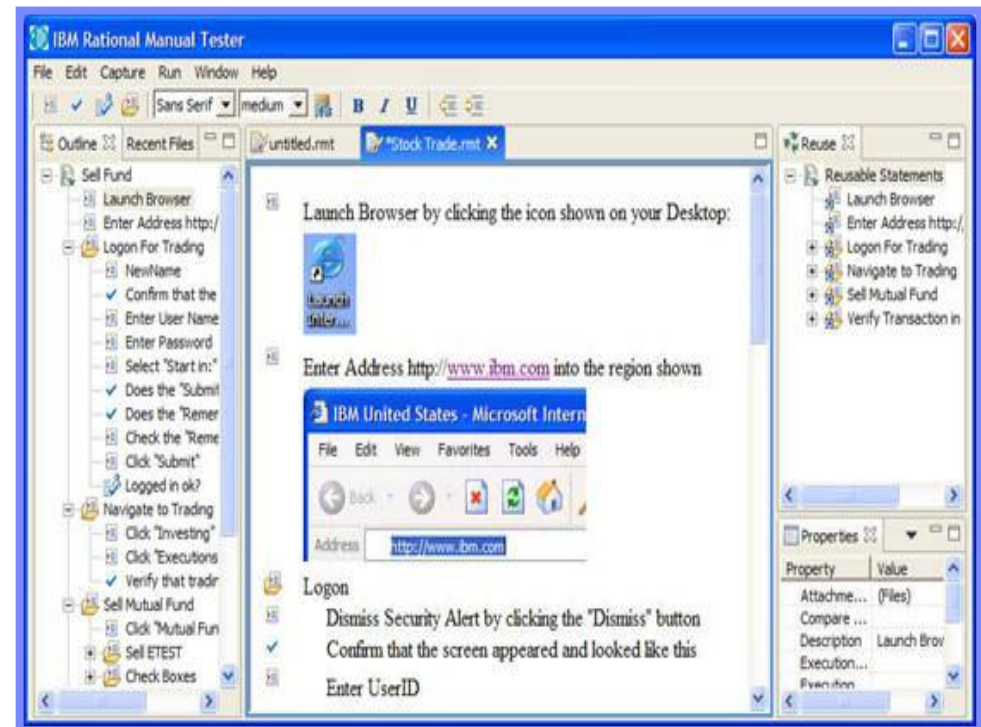 IBM Rational Manual Tester
File Edit Capture Run Window Help
Sans Serif medium B I U
Outline Recent Files
Sell Fund
Launch Browser
Enter Address http:/
Logon For Trading
NewName
Confirm that the
Enter User Name
Enter Password
Select "Start in:"
Does the "Submit
Does the "Remer
Check the "Reme
Click "Submit"
Logged in ok?
Navigate to Trading
Click "Investing"
Click "Executions
Verify that tradir
Sell Mutual Fund
Click "Mutual Fun
Sell ETEST
Check Boxes
untitled.rmt *Stock Trade.rmt
Launch Browser by clicking the icon shown on your Desktop:
Launch
Inter...
Enter Address http://www.ibm.com into the region shown
IBM United States - Microsoft Intern
File Edit View Favorites Tools Help
Back
Address http://www.ibm.com
Logon
Dismiss Security Alert by clicking the "Dismiss" button
Confirm that the screen appeared and looked like this
Enter UserID
Reuse
Reusable Statements
Launch Browser
Enter Address http:/
Logon For Trading
Navigate to Trading
Sell Mutual Fund
Verify Transaction in
Properties
Property Value
Attachme... (Files)
Compare ...
Description Launch Brov
Execution...
Execution